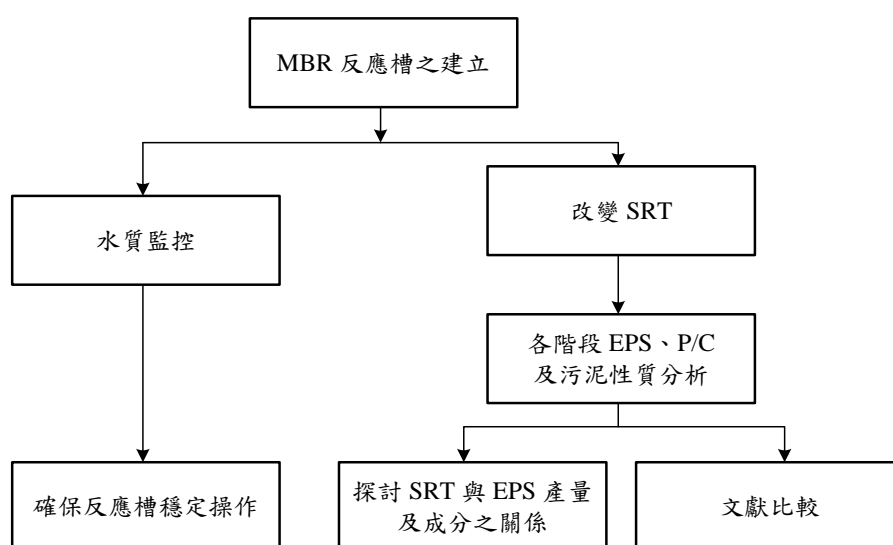 MBR 反應槽之建立
水質監控
改變 SRT
各階段 EPS、P/C
及污泥性質分析
確保反應槽穩定操作
探討 SRT 與 EPS 產量
及成分之關係
文獻比較